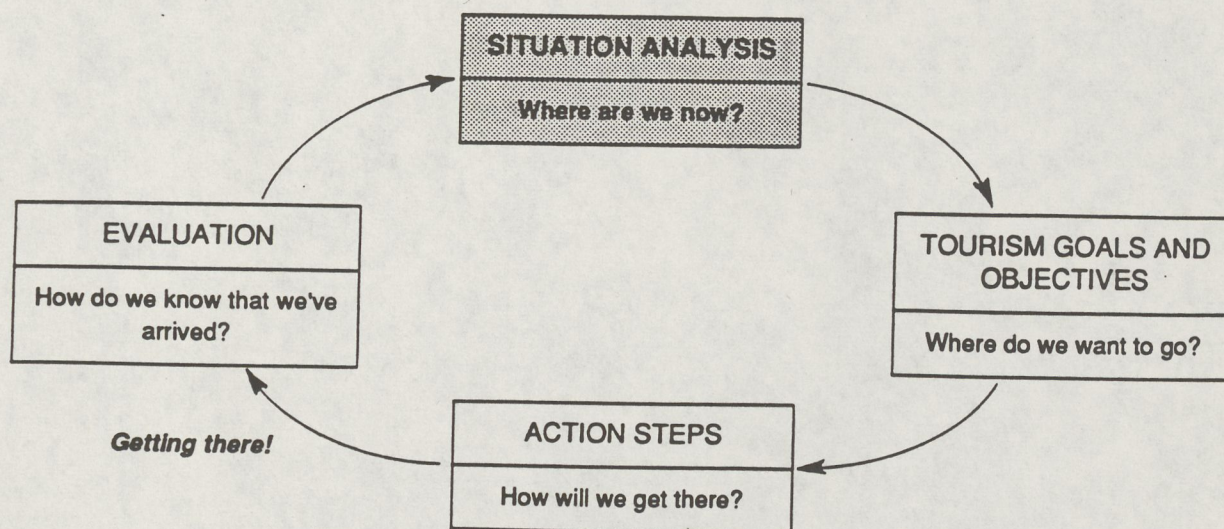 SITUATION ANALYSIS
Where are we now?
TOURISM GOALS AND
OBJECTIVES
Where do we want to go?
ACTION STEPS
How will we get there?
Getting there!
EVALUATION
How do we know that we've
arrived?